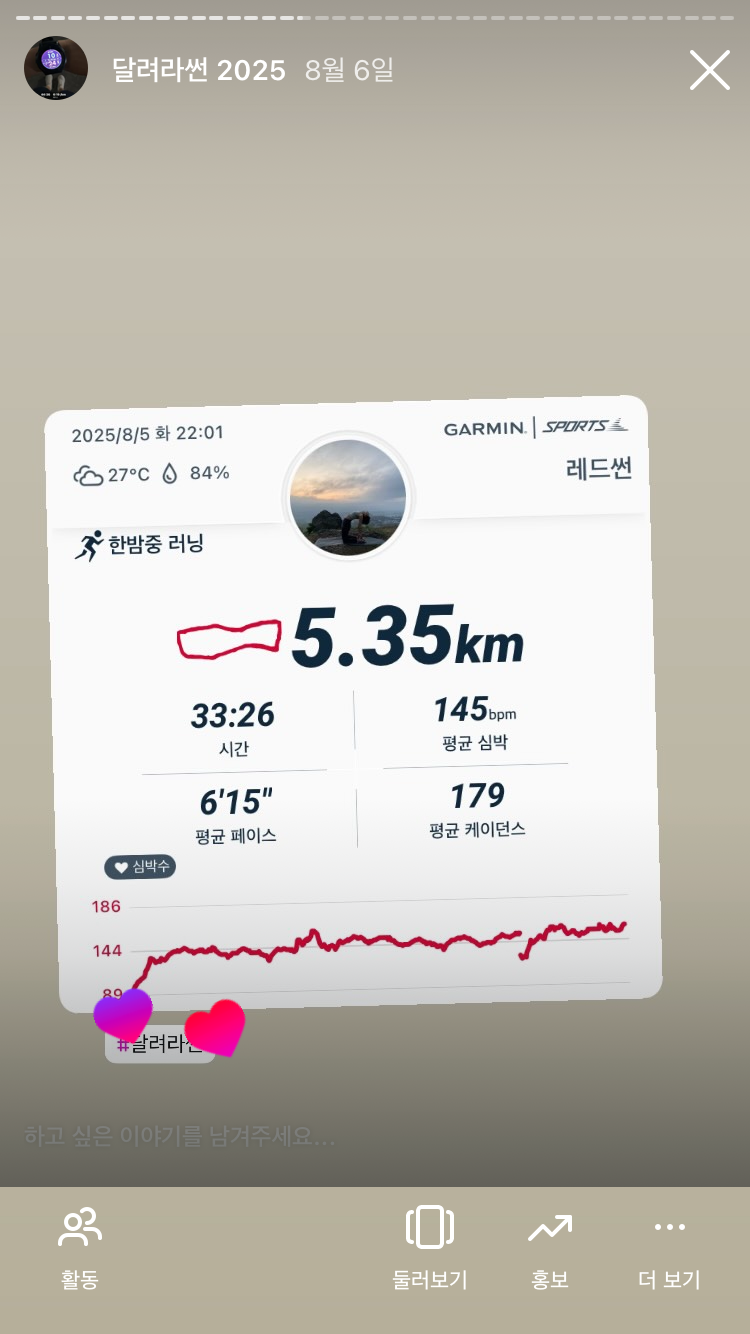 달려라썬 2025 8월 6일
2025/8/5 화 22:01
GARMIN. | SPORTS
27°C 84%
레드썬
한밤중 러닝
5.35km
33:26
시간
145bpm
평균 심박
6'15"
평균 페이스
179
평균 케이던스
심박수
186
144
89
#달려라썬
하고 싶은 이야기를 남겨주세요...
활동
둘러보기
홍보
더 보기